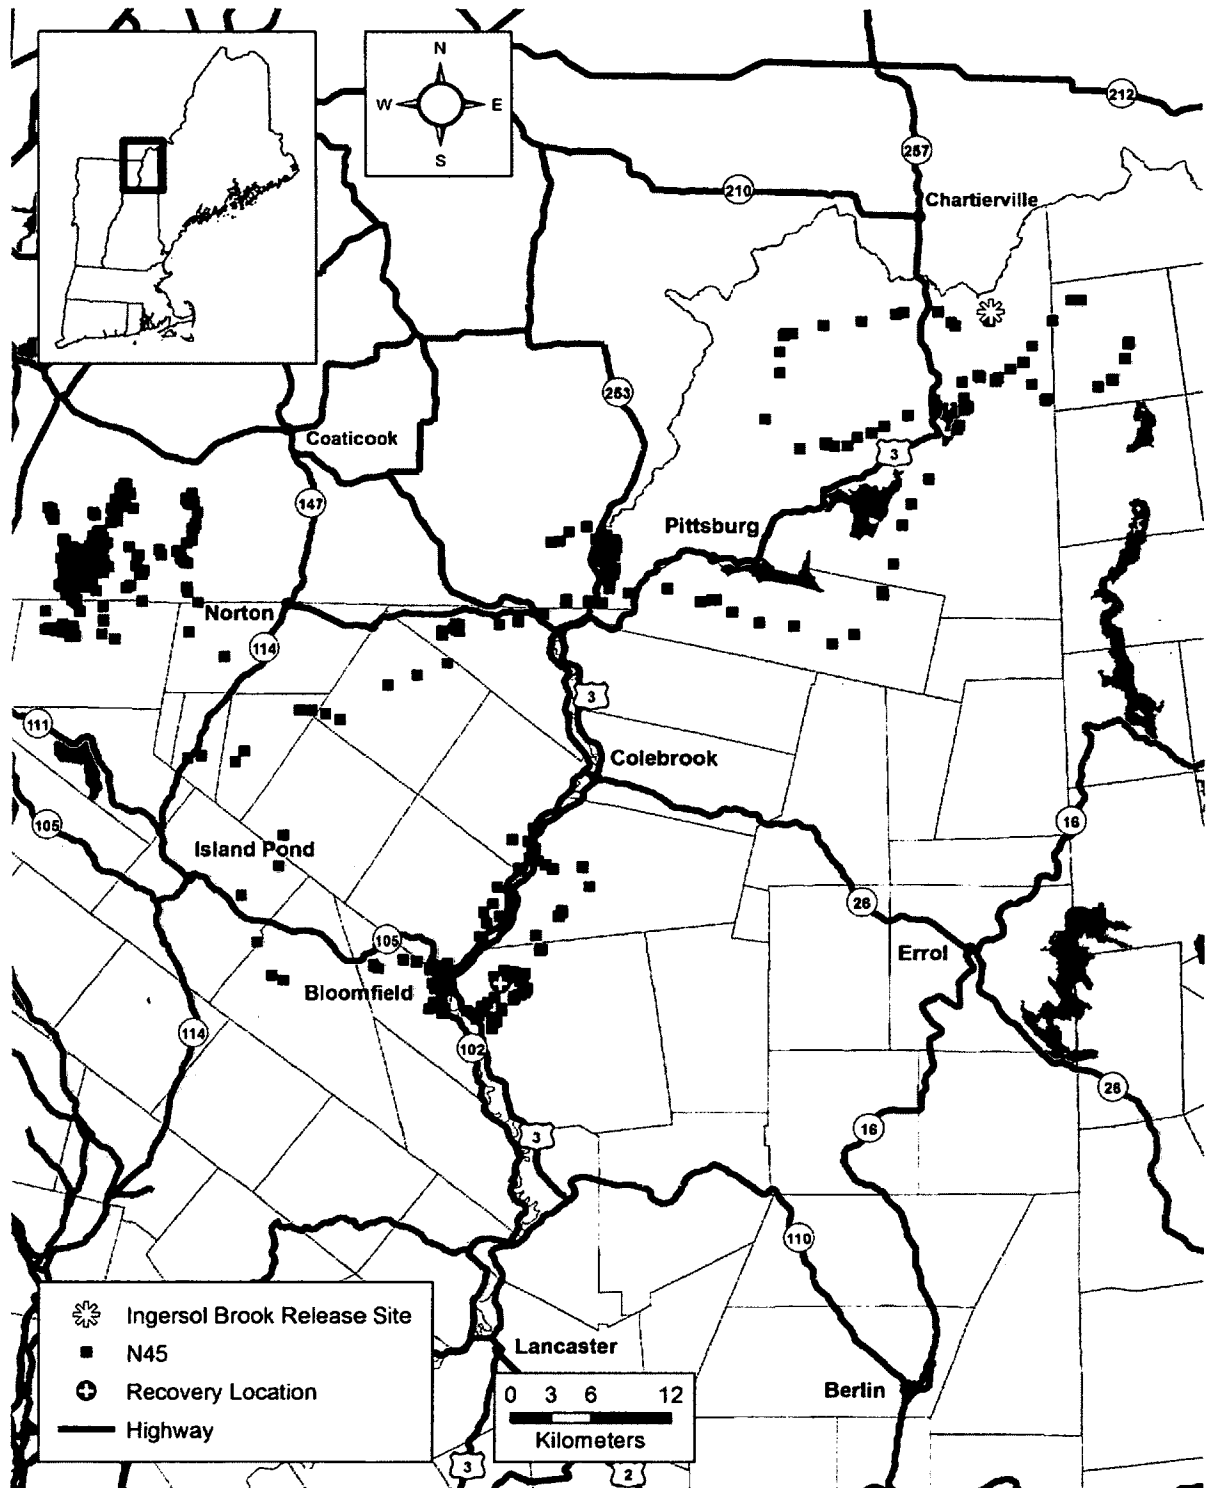 N
W E
S
212
257
210
Chartierville
253
Coaticook
3
147
Pittsburg
Norton
114
3
111
Colebrook
105
16
Island Pond
26
105
Errol
Bloomfield
114
102
26
3
16
110
Ingersol Brook Release Site
N45
Recovery Location
Highway
Lancaster
0 3 6 12
Kilometers
Berlin
3
2